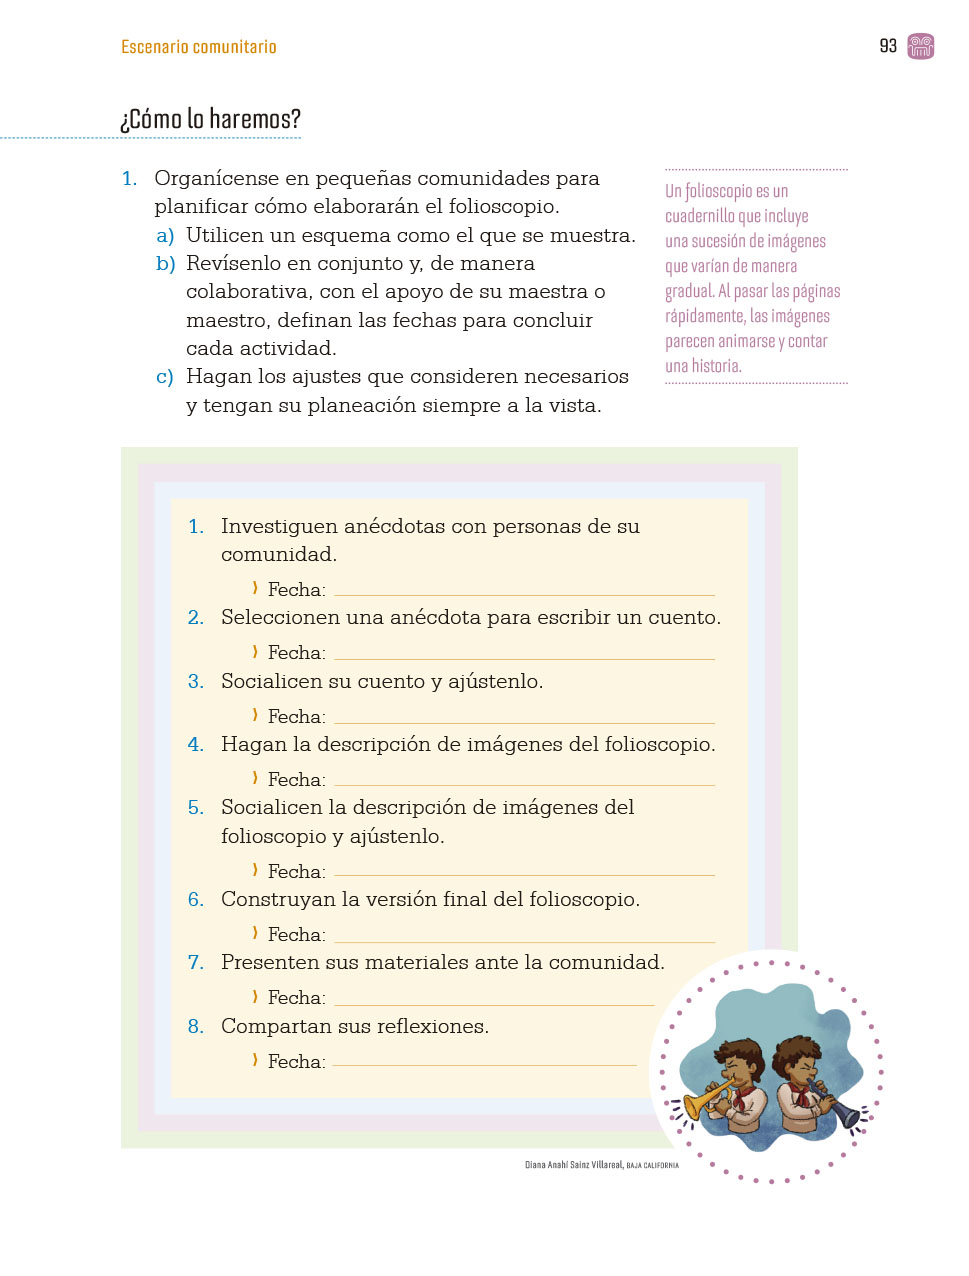 Escenario comunitario
93
¿Cómo lo haremos?
1. Organícense en pequeñas comunidades para
planificar cómo elaborarán el folioscopio.
a) Utilicen un esquema como el que se muestra.
b) Revísenlo en conjunto y, de manera
colaborativa, con el apoyo de su maestra o
maestro, definan las fechas para concluir
cada actividad.
c) Hagan los ajustes que consideren necesarios
y tengan su planeación siempre a la vista.
Un folioscopio es un
cuadernillo que incluye
una sucesión de imágenes
que varían de manera
gradual. Al pasar las páginas
rápidamente, las imágenes
parecen animarse y contar
una historia.
1. Investiguen anécdotas con personas de su
comunidad.
Fecha:
2. Seleccionen una anécdota para escribir un cuento.
Fecha:
3. Socialicen su cuento y ajústenlo.
Fecha:
4. Hagan la descripción de imágenes del folioscopio.
Fecha:
5. Socialicen la descripción de imágenes del
folioscopio y ajústenlo.
Fecha:
6. Construyan la versión final del folioscopio.
Fecha:
7. Presenten sus materiales ante la comunidad.
Fecha:
8. Compartan sus reflexiones.
Fecha:
Diana Anahí Sainz Villareal, BAJA CALIFORNIA